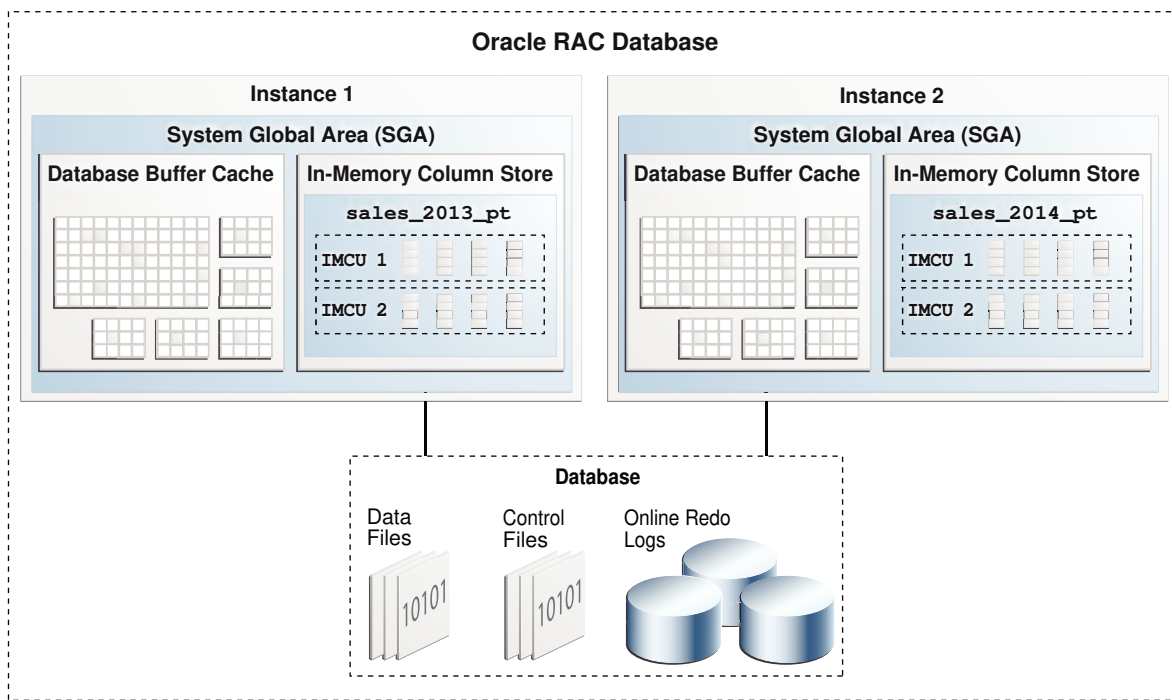 Oracle RAC Database
Instance 1
System Global Area (SGA)
Database Buffer Cache
In-Memory Column Store
sales_2013_pt
IMCU 1
IMCU 2
Instance 2
System Global Area (SGA)
Database Buffer Cache
In-Memory Column Store
sales_2014_pt
IMCU 1
IMCU 2
Database
Data
Files
10101
Control
Files
10101
Online Redo
Logs